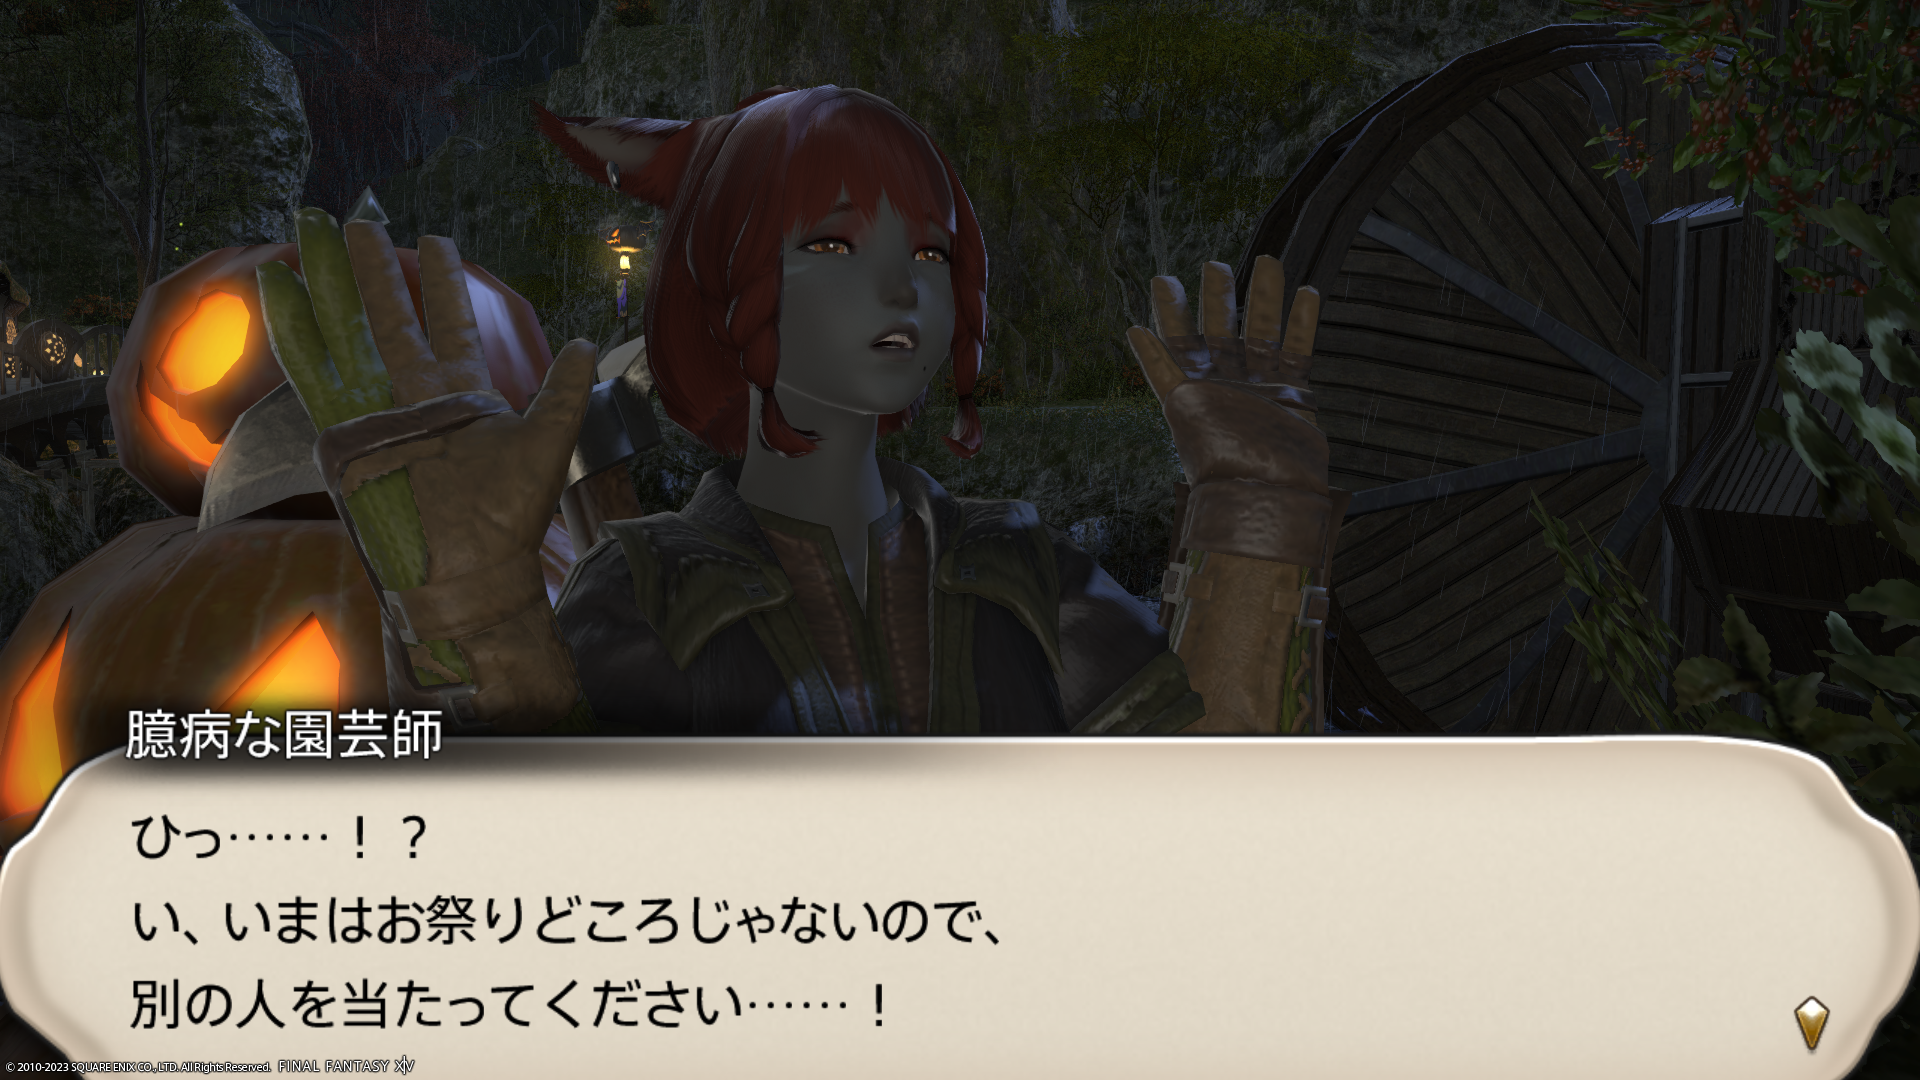 臆病な園芸師
ひっ……！？
い、いまはお祭りどころじゃないので、
別の人を当たってください……！
© 2010-2023 SQUARE ENIX CO., LTD. All Rights Reserved. FINAL FANTASY XIV